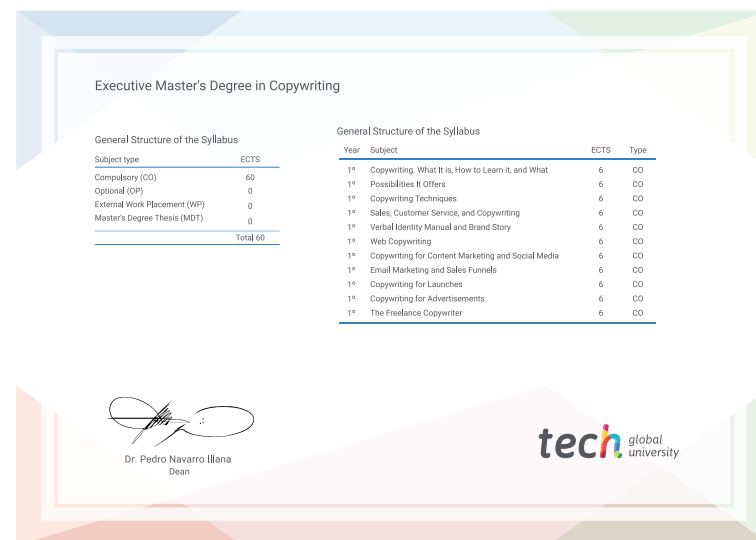 Executive Master's Degree in Copywriting
General Structure of the Syllabus
Subject type ECTS
Compulsory (CO) 60
Optional (OP) 0
External Work Placement (WP) 0
Master's Degree Thesis (MDT) 0
Total 60
General Structure of the Syllabus
Year Subject ECTS Type
1º Copywriting. What It is, How to Learn it, and What 6 CO
1º Possibilities It Offers 6 CO
1º Copywriting Techniques 6 CO
1º Sales, Customer Service, and Copywriting 6 CO
1º Verbal Identity Manual and Brand Story 6 CO
1º Web Copywriting 6 CO
1º Copywriting for Content Marketing and Social Media 6 CO
1º Email Marketing and Sales Funnels 6 CO
1º Copywriting for Launches 6 CO
1º Copywriting for Advertisements 6 CO
1º The Freelance Copywriter 6 CO
Dr. Pedro Navarro Illana
Dean
tech global
university